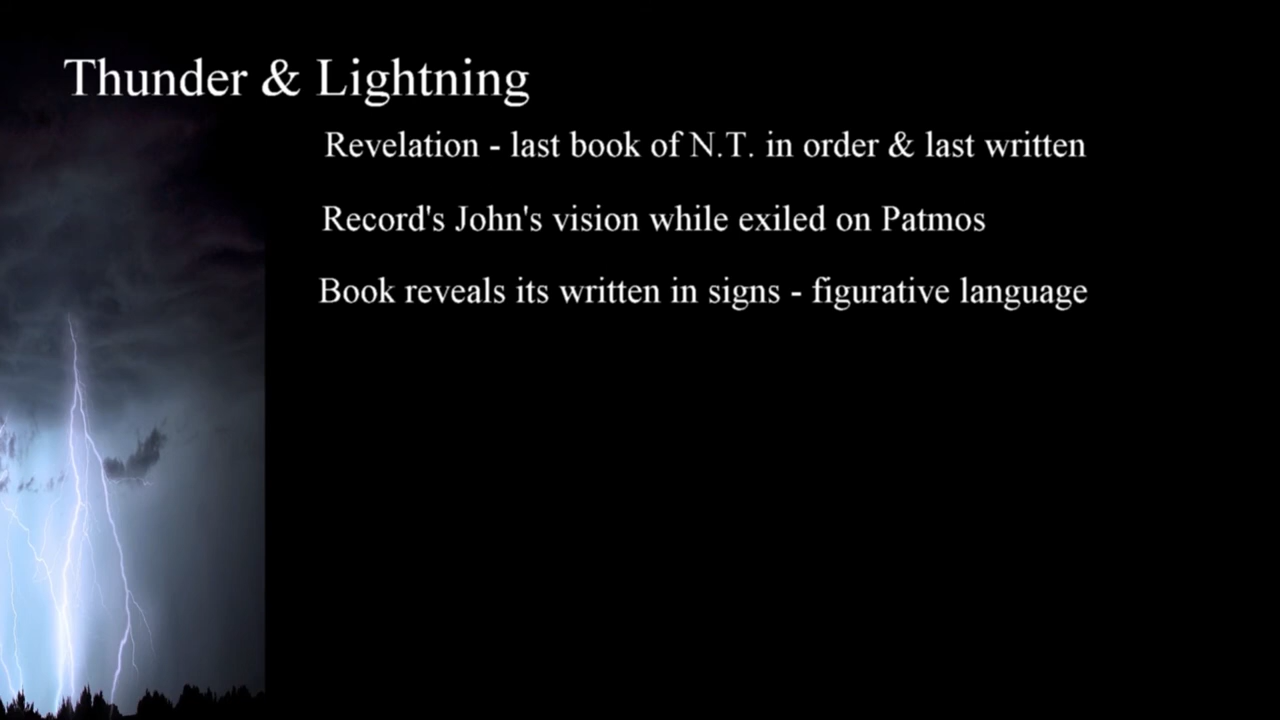 Thunder & Lightning
Revelation - last book of N.T. in order & last written
Record's John's vision while exiled on Patmos
Book reveals its written in signs - figurative language